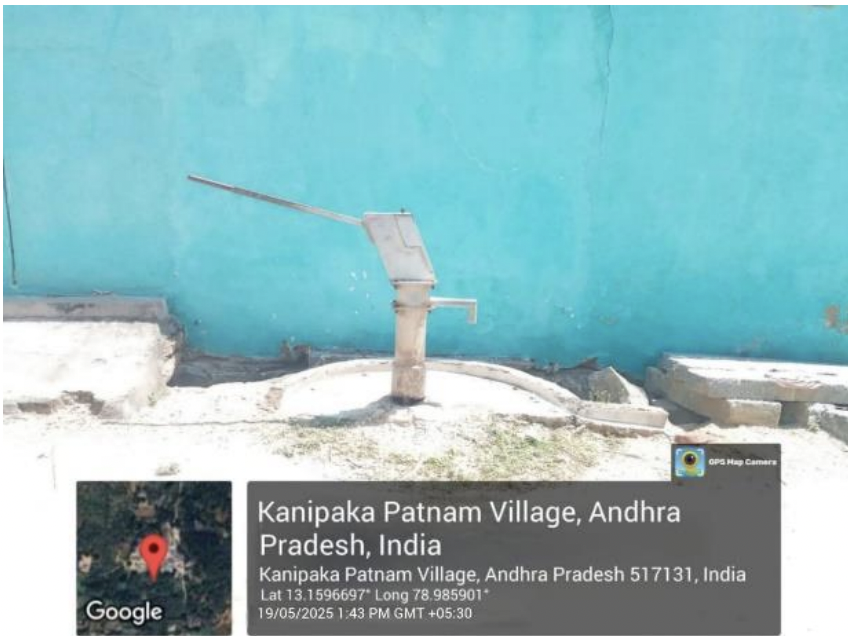 GPS Map Camera
Kanipaka Patnam Village, Andhra
Pradesh, India
Kanipaka Patnam Village, Andhra Pradesh 517131, India
Lat 13.1596697° Long 78.985901°
19/05/2025 1:43 PM GMT +05:30
Google